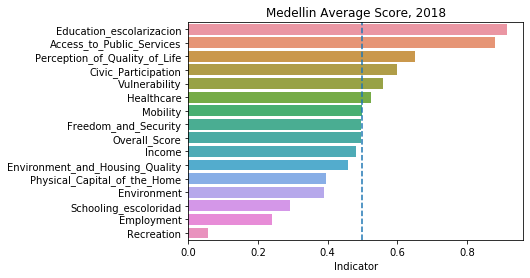 Medellin Average Score, 2018
Education_escolarizacion
Access_to_Public_Services
Perception_of_Quality_of_Life
Civic_Participation
Vulnerability
Healthcare
Mobility
Freedom_and_Security
Overall_Score
Income
Environment_and_Housing_Quality
Physical_Capital_of_the_Home
Environment
Schooling_escoloridad
Employment
Recreation
0.0 0.2 0.4 0.6 0.8
Indicator